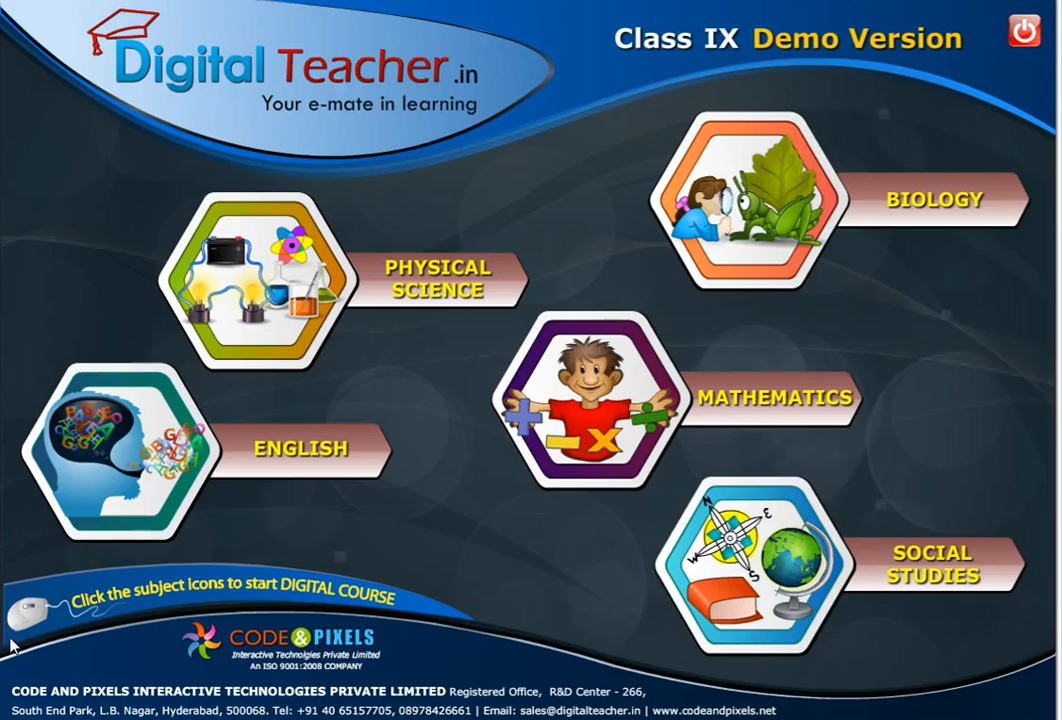 Digital Teacher.in
Your e-mate in learning
Class IX Demo Version
BIOLOGY
PHYSICAL
SCIENCE
MATHEMATICS
ENGLISH
N
E
W
S
SOCIAL
STUDIES
Click the subject icons to start DIGITAL COURSE
CODE & PIXELS
Interactive Technolgies Private Limited
An ISO 9001:2008 COMPANY
CODE AND PIXELS INTERACTIVE TECHNOLOGIES PRIVATE LIMITED Registered Office, R&D Center - 266,
South End Park, L.B. Nagar, Hyderabad, 500068. Tel: +91 40 65157705, 08978426661 | Email: sales@digitalteacher.in | www.codeandpixels.net